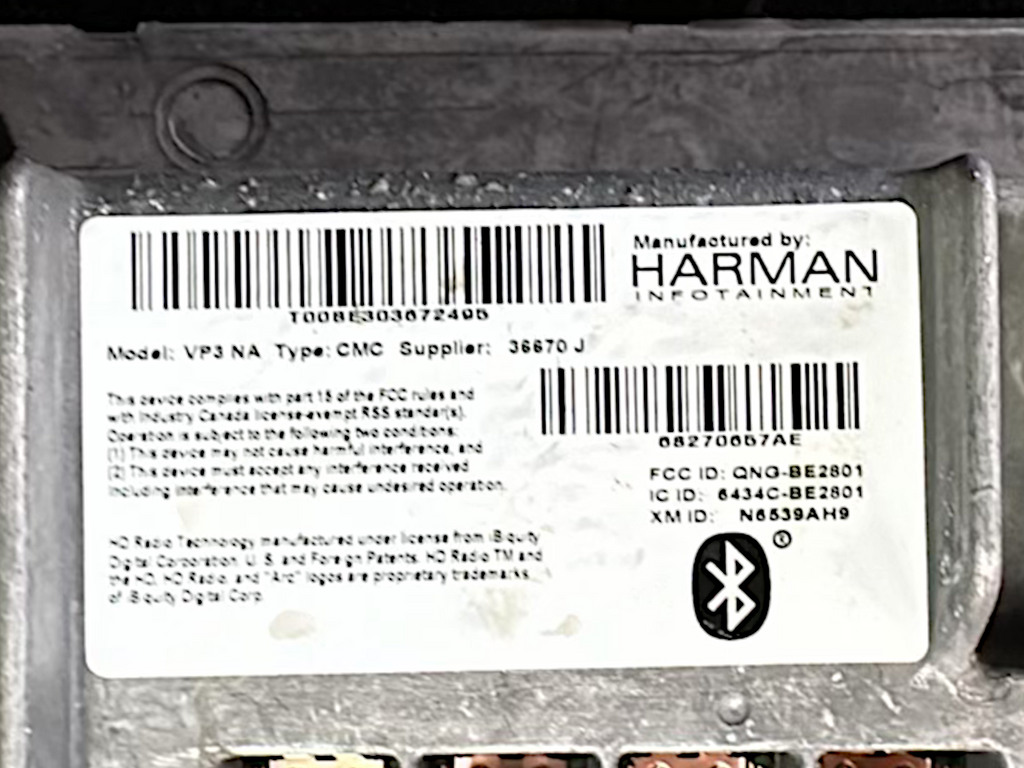 Manufactured by:
HARMAN
INFOTAINMENT
T00BE303672495
Model: VP3 NA Type: CMC Supplier: 36670 J
68270657AE
This device complies with part 15 of the FCC rules and
with Industry Canada license-exempt RSS standar(s).
Operation is subject to the following two conditions:
(1) This device may not cause harmful interference, and
(2) This device must accept any interference received
including interference that may cause undesired operation.
FCC ID: QNG-BE2801
IC ID: 6434C-BE2801
XM ID: N6539AH9
®
HD Radio Technology manufactured under license from iBiquity
Digital Corporation. U. S. and Foreign Patents. HD Radio TM and
the HD, HD Radio, and "Arc" logos are proprietary trademarks
of iBiquity Digital Corp.